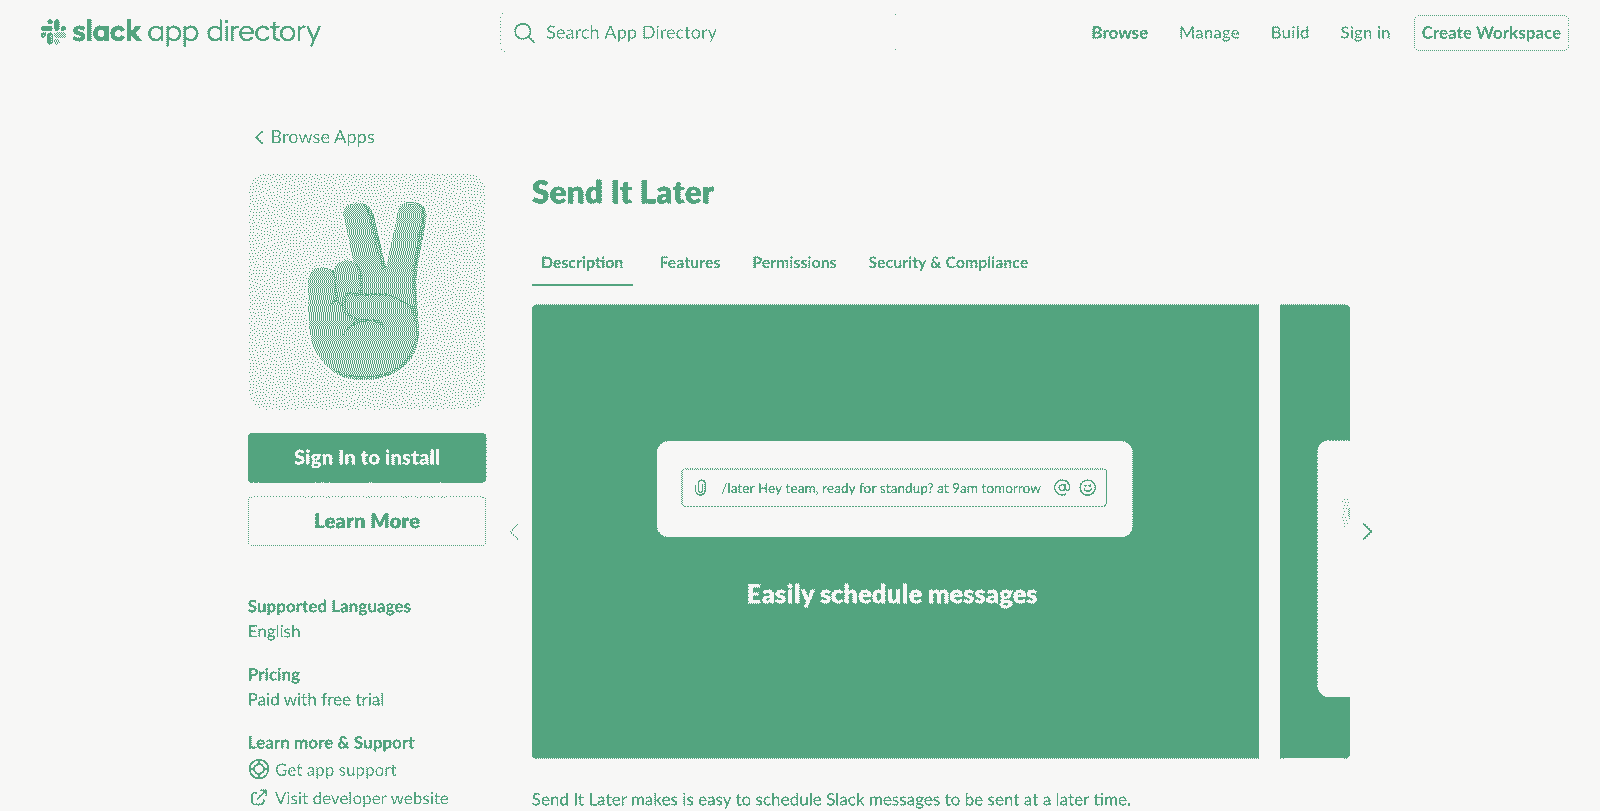 slack app directory
Search App Directory
Browse Manage Build Sign in Create Workspace
Browse Apps
Send It Later
Description Features Permissions Security & Compliance
/later Hey team, ready for standup? at 9am tomorrow
Easily schedule messages
Sign In to install
Learn More
Supported Languages
English
Pricing
Paid with free trial
Learn more & Support
Get app support
Visit developer website
Send It Later makes is easy to schedule Slack messages to be sent at a later time.